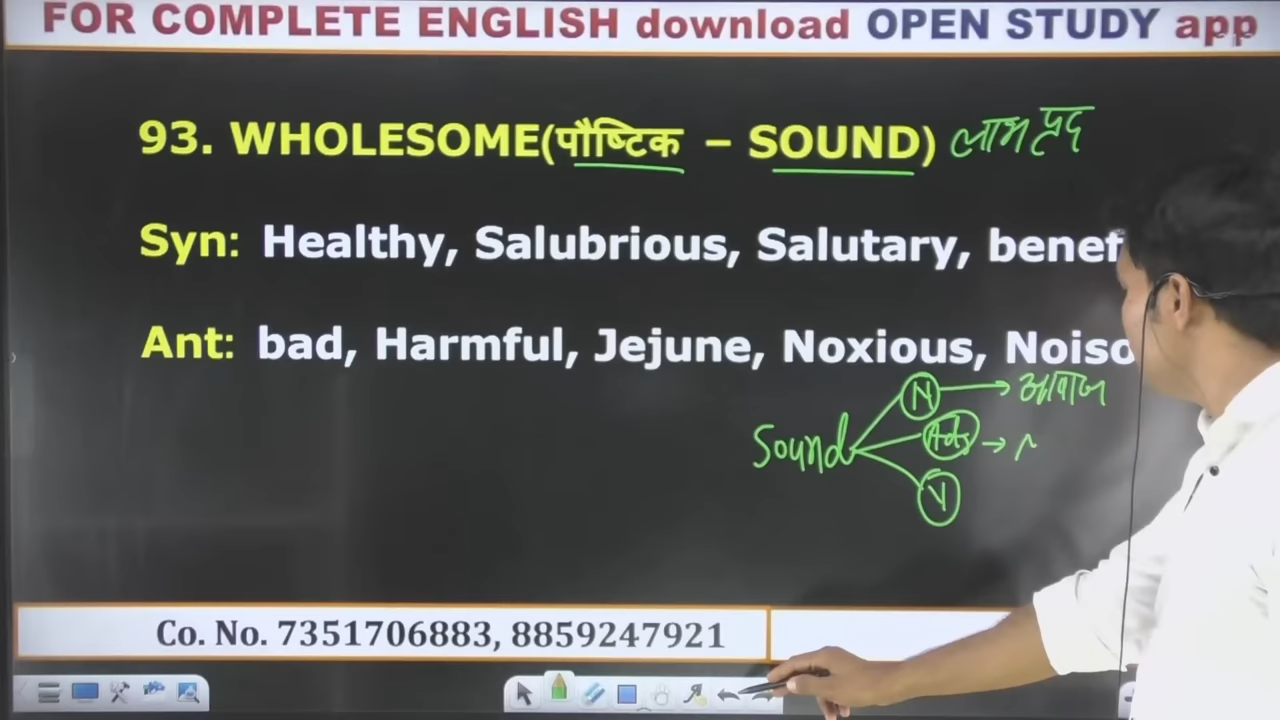 FOR COMPLETE ENGLISH download OPEN STUDY app
93. WHOLESOME(पौष्टिक – SOUND) लाभप्रद
Syn: Healthy, Salubrious, Salutary, benef
Ant: bad, Harmful, Jejune, Noxious, Noiso
N → आवाज
Sound Adj →
V
Co. No. 7351706883, 8859247921